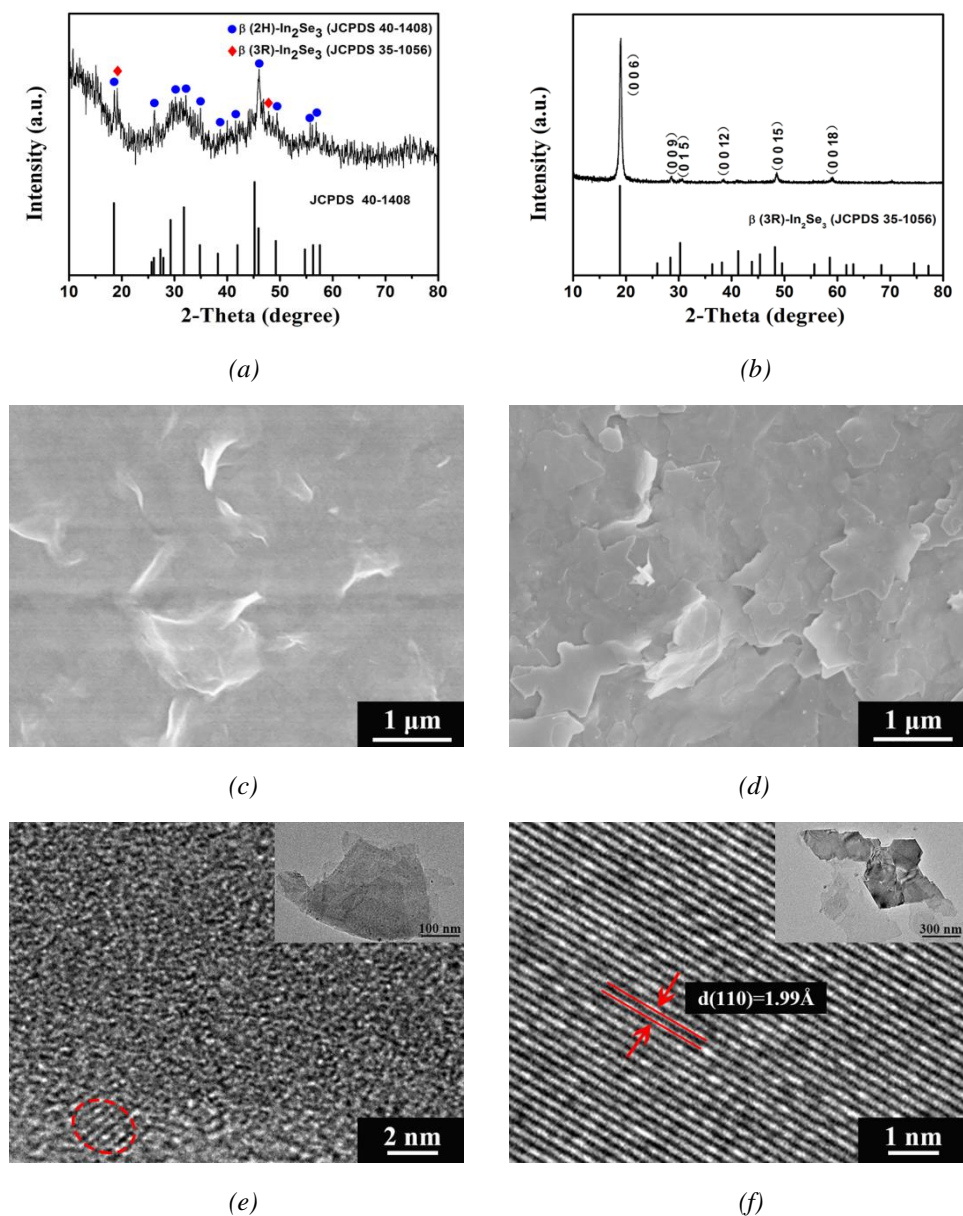 β (2H)-In₂Se₃ (JCPDS 40-1408)
β (3R)-In₂Se₃ (JCPDS 35-1056)
Intensity (a.u.)
JCPDS 40-1408
10 20 30 40 50 60 70 80
2-Theta (degree)
(a)
(0 0 6)
(0 0 9)
(0 1 5)
(0 0 12)
(0 0 15)
(0 0 18)
Intensity (a.u.)
β (3R)-In₂Se₃ (JCPDS 35-1056)
10 20 30 40 50 60 70 80
2-Theta (degree)
(b)
1 μm
(c)
1 μm
(d)
100 nm
2 nm
(e)
300 nm
d(110)=1.99Å
1 nm
(f)